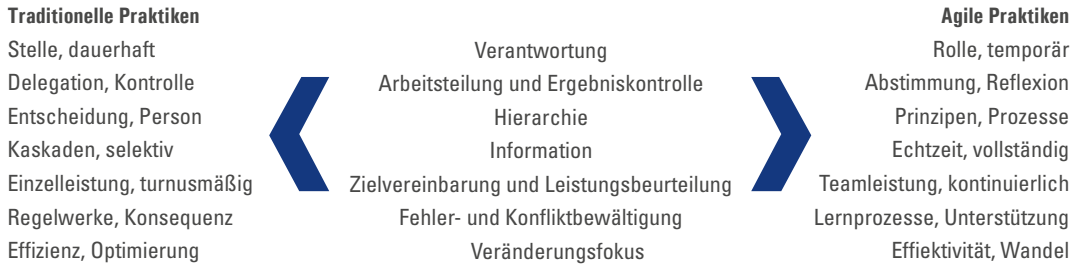 Traditionelle Praktiken Agile Praktiken
Stelle, dauerhaft Verantwortung Rolle, temporär
Delegation, Kontrolle Arbeitsteilung und Ergebniskontrolle Abstimmung, Reflexion
Entscheidung, Person Hierarchie Prinzipen, Prozesse
Kaskaden, selektiv Information Echtzeit, vollständig
Einzelleistung, turnusmäßig Zielvereinbarung und Leistungsbeurteilung Teamleistung, kontinuierlich
Regelwerke, Konsequenz Fehler- und Konfliktbewältigung Lernprozesse, Unterstützung
Effizienz, Optimierung Veränderungsfokus Effiektivität, Wandel